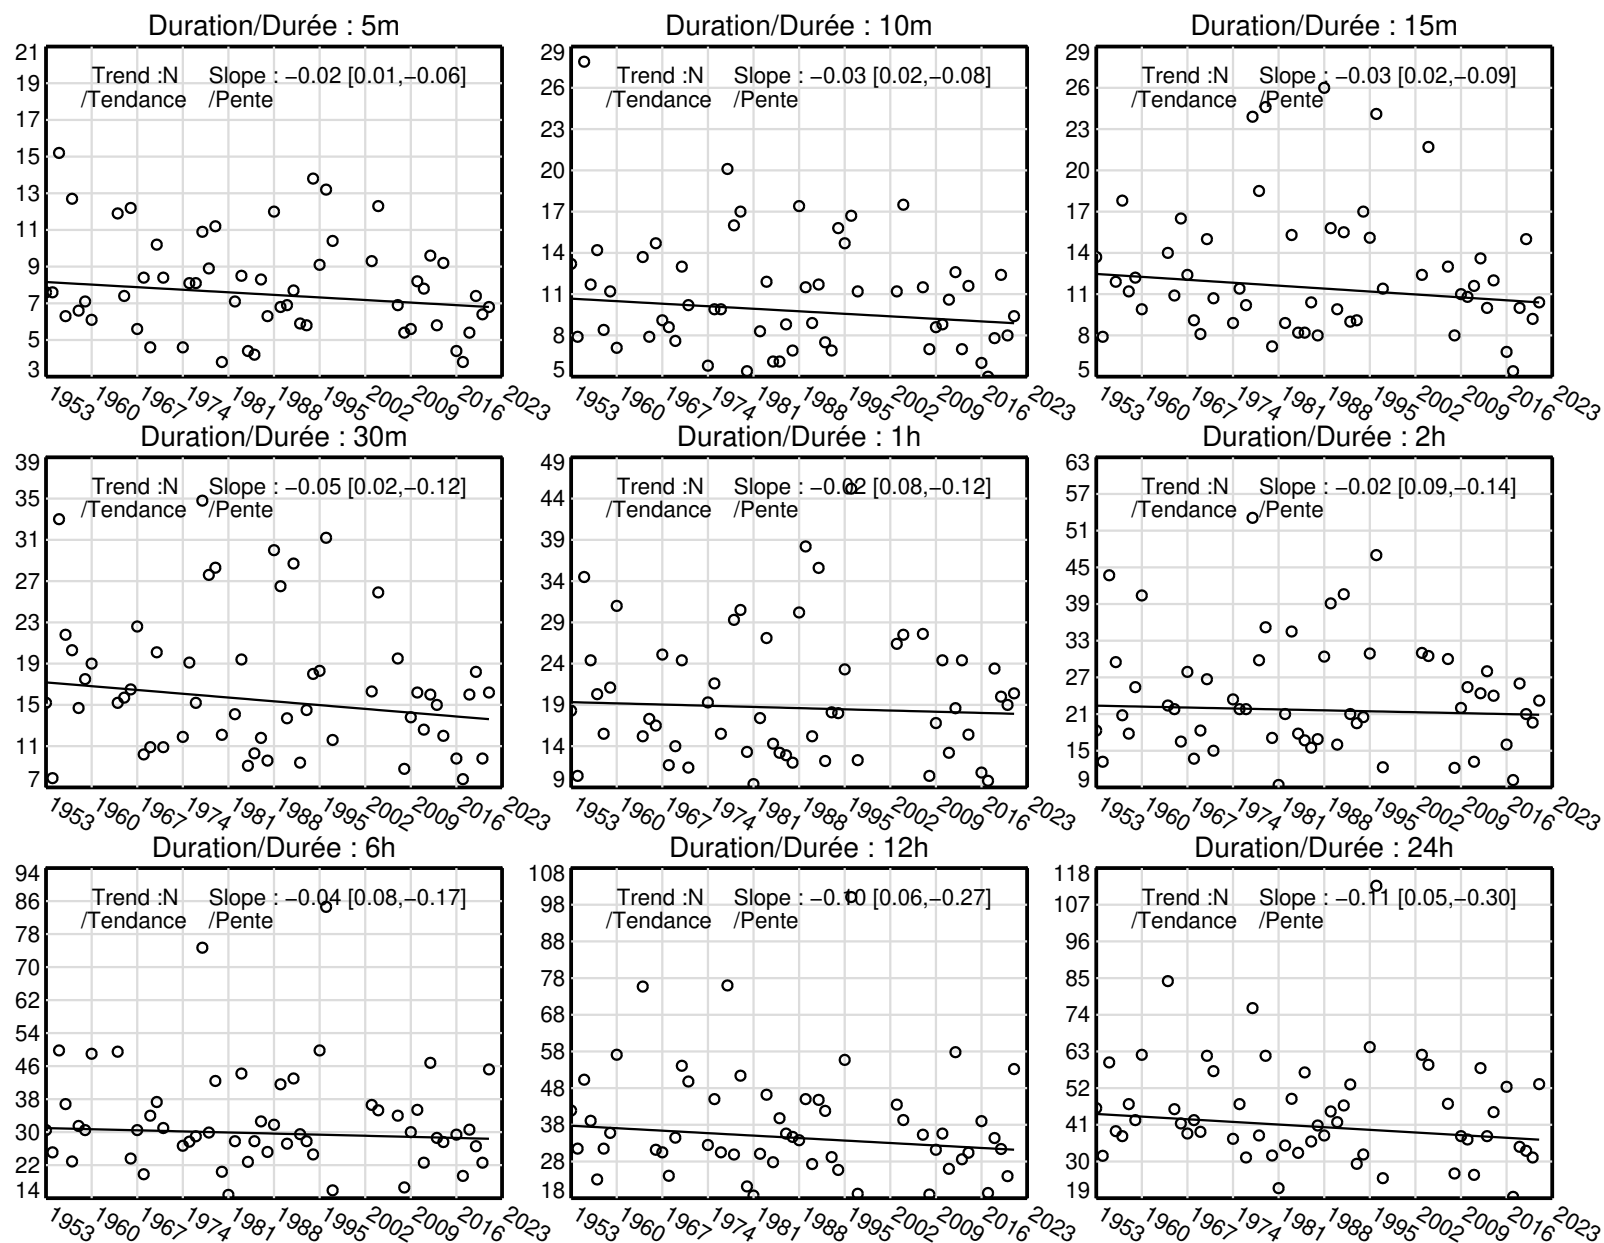 Duration/Durée : 5m
Trend :N Slope : −0.02 [0.01,−0.06]
/Tendance /Pente
21
19
17
15
13
11
9
7
5
3
1953 1960 1967 1974 1981 1988 1995 2002 2009 2016 2023
Duration/Durée : 10m
Trend :N Slope : −0.03 [0.02,−0.08]
/Tendance /Pente
29
26
23
20
17
14
11
8
5
1953 1960 1967 1974 1981 1988 1995 2002 2009 2016 2023
Duration/Durée : 15m
Trend :N Slope : −0.03 [0.02,−0.09]
/Tendance /Pente
29
26
23
20
17
14
11
8
5
1953 1960 1967 1974 1981 1988 1995 2002 2009 2016 2023
Duration/Durée : 30m
Trend :N Slope : −0.05 [0.02,−0.12]
/Tendance /Pente
39
35
31
27
23
19
15
11
7
1953 1960 1967 1974 1981 1988 1995 2002 2009 2016 2023
Duration/Durée : 1h
Trend :N Slope : −0.02 [0.08,−0.12]
/Tendance /Pente
49
44
39
34
29
24
19
14
9
1953 1960 1967 1974 1981 1988 1995 2002 2009 2016 2023
Duration/Durée : 2h
Trend :N Slope : −0.02 [0.09,−0.14]
/Tendance /Pente
63
57
51
45
39
33
27
21
15
9
1953 1960 1967 1974 1981 1988 1995 2002 2009 2016 2023
Duration/Durée : 6h
Trend :N Slope : −0.04 [0.08,−0.17]
/Tendance /Pente
94
86
78
70
62
54
46
38
30
22
14
1953 1960 1967 1974 1981 1988 1995 2002 2009 2016 2023
Duration/Durée : 12h
Trend :N Slope : −0.10 [0.06,−0.27]
/Tendance /Pente
108
98
88
78
68
58
48
38
28
18
1953 1960 1967 1974 1981 1988 1995 2002 2009 2016 2023
Duration/Durée : 24h
Trend :N Slope : −0.11 [0.05,−0.30]
/Tendance /Pente
118
107
96
85
74
63
52
41
30
19
1953 1960 1967 1974 1981 1988 1995 2002 2009 2016 2023